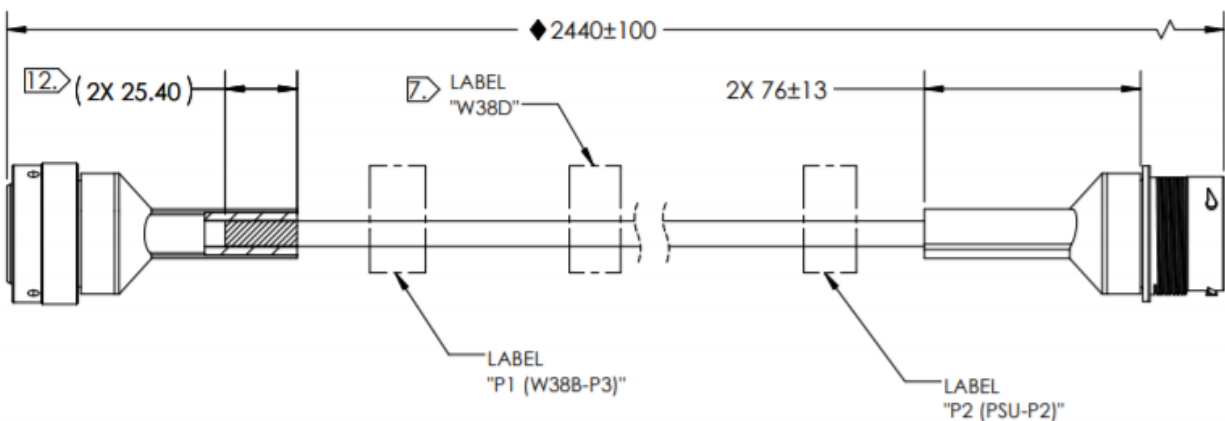 ◆2440±100
12.
(2X 25.40)
7.
LABEL
"W38D"
2X 76±13
LABEL
"P1 (W38B-P3)"
LABEL
"P2 (PSU-P2)"